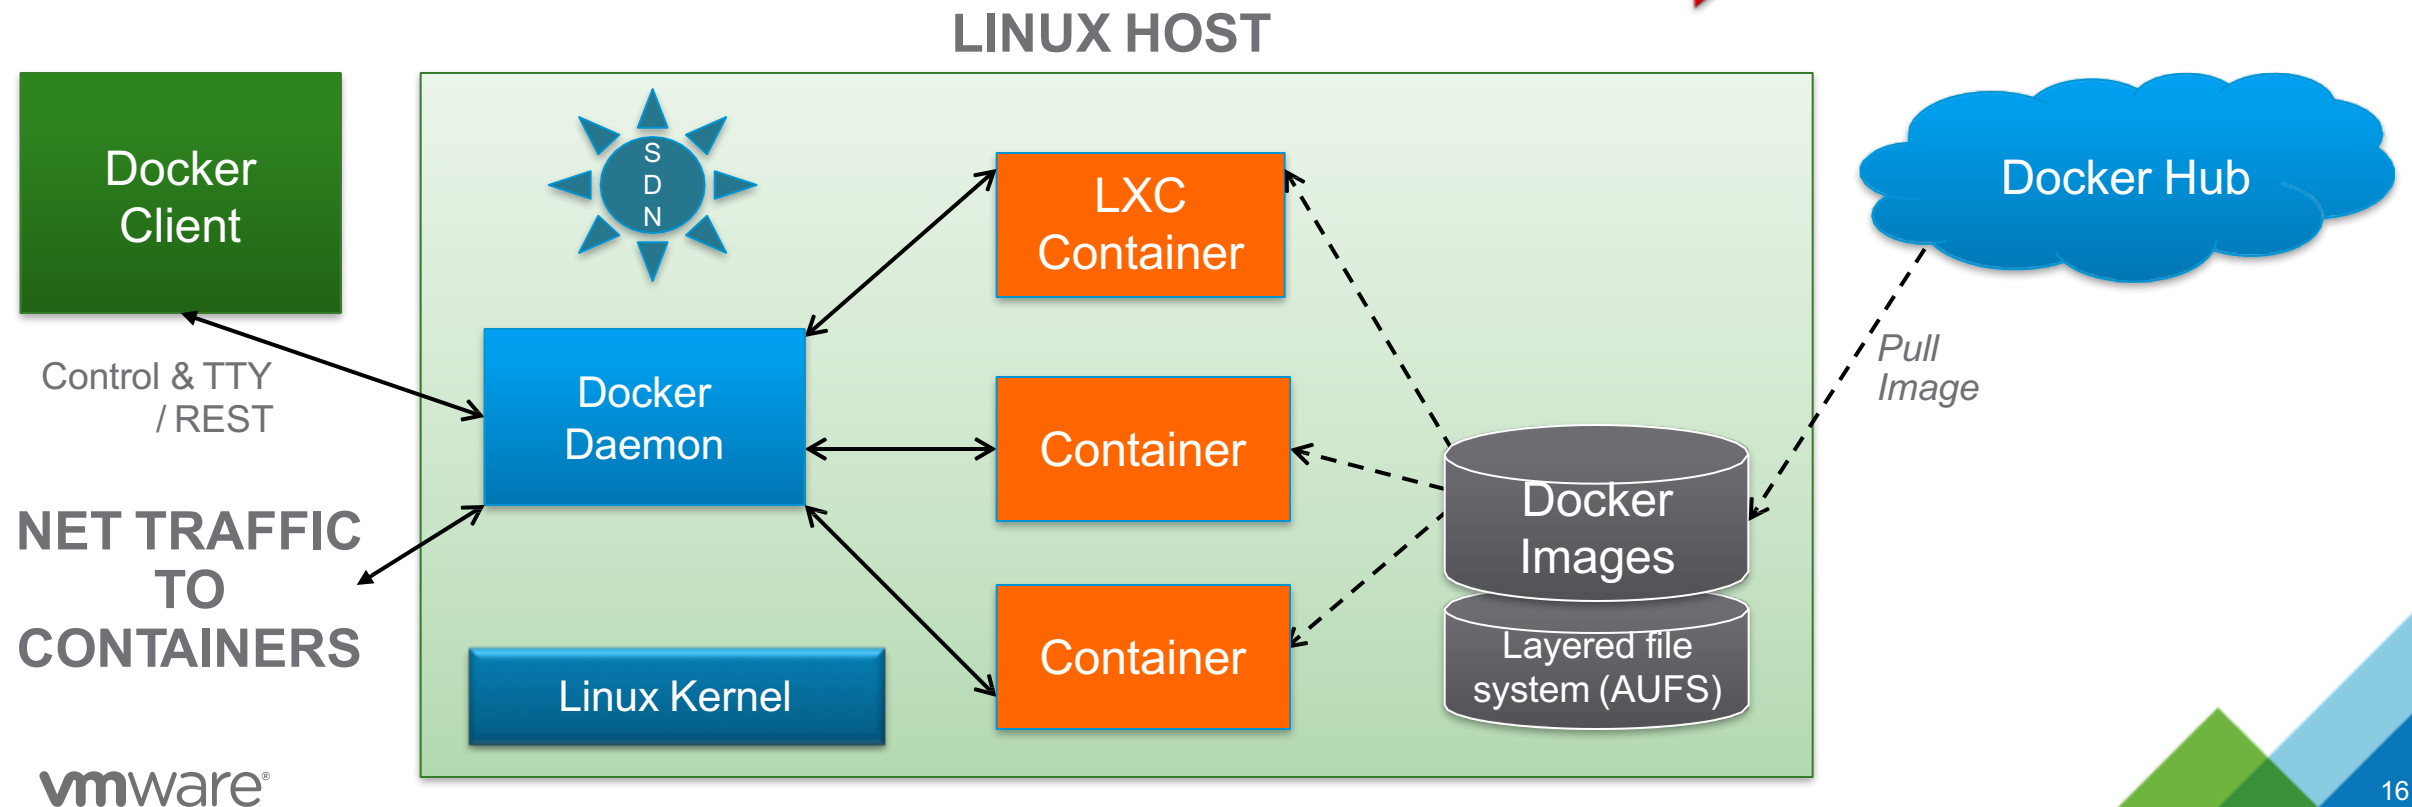 LINUX HOST
Docker
Client
S
D
N
LXC
Container
Docker Hub
Control & TTY
/ REST
Docker
Daemon
Container
Pull
Image
Docker
Images
NET TRAFFIC
TO
CONTAINERS
Linux Kernel
Container
Layered file
system (AUFS)
vmware®
16